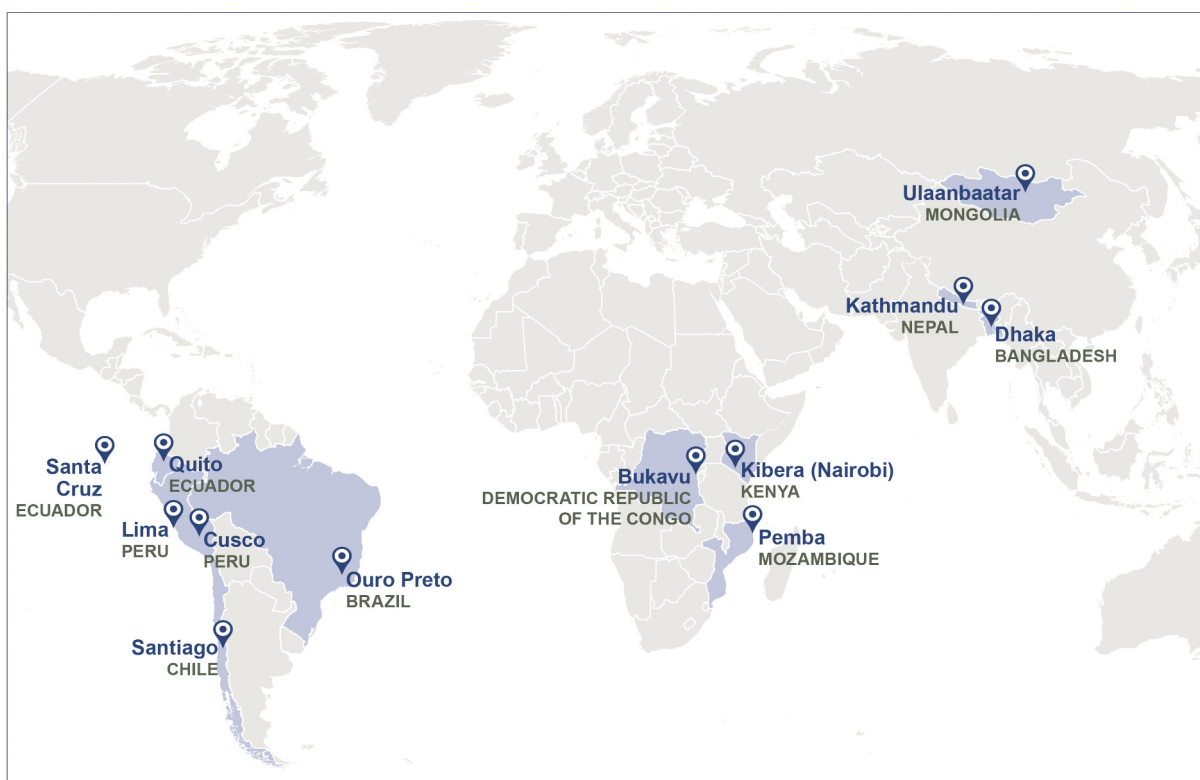 Ulaanbaatar
MONGOLIA
Kathmandu
NEPAL
Dhaka
BANGLADESH
Santa
Cruz
ECUADOR
Quito
ECUADOR
Lima
PERU
Cusco
PERU
Ouro Preto
BRAZIL
Santiago
CHILE
Bukavu
DEMOCRATIC REPUBLIC
OF THE CONGO
Kibera (Nairobi)
KENYA
Pemba
MOZAMBIQUE